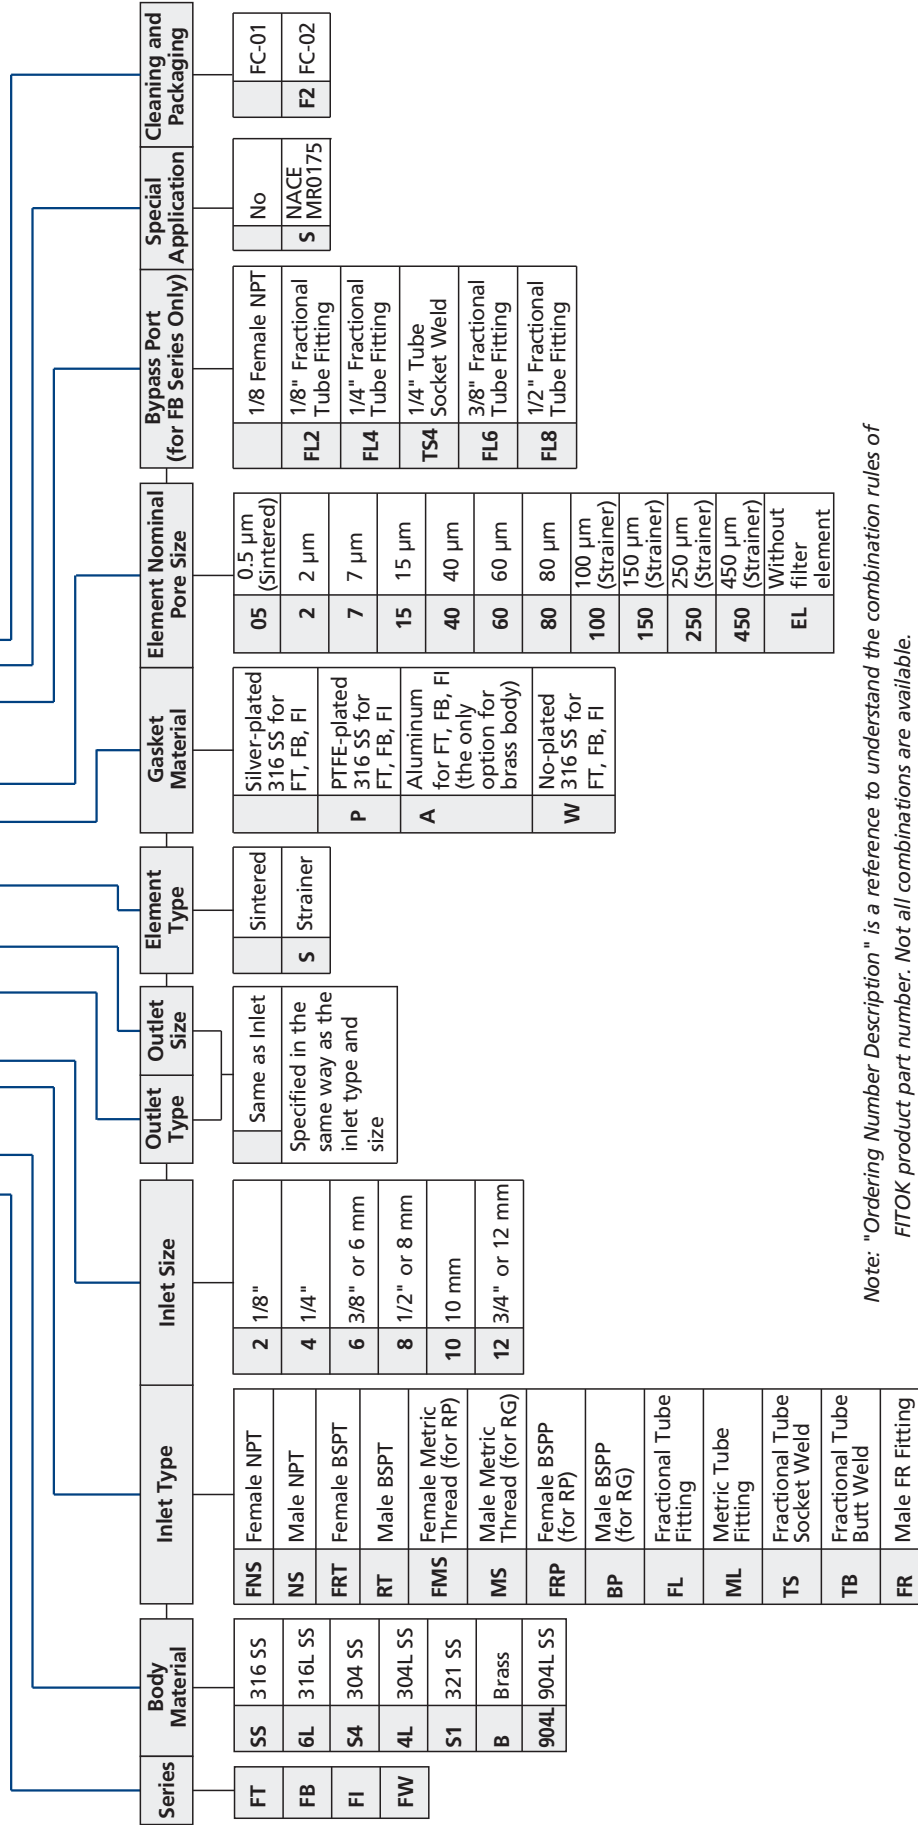 Series
FT
FB
FI
FW
Body
Material
SS 316 SS
6L 316L SS
S4 304 SS
4L 304L SS
S1 321 SS
B Brass
904L 904L SS
Inlet Type
FNS Female NPT
NS Male NPT
FRT Female BSPT
RT Male BSPT
FMS Female Metric
Thread (for RP)
MS Male Metric
Thread (for RG)
FRP Female BSPP
(for RP)
BP Male BSPP
(for RG)
FL Fractional Tube
Fitting
ML Metric Tube
Fitting
TS Fractional Tube
Socket Weld
TB Fractional Tube
Butt Weld
FR Male FR Fitting
Inlet Size
2 1/8"
4 1/4"
6 3/8" or 6 mm
8 1/2" or 8 mm
10 10 mm
12 3/4" or 12 mm
Outlet
Type
Outlet
Size
Same as Inlet
Specified in the
same way as the
inlet type and
size
Element
Type
Sintered
S Strainer
Gasket
Material
Silver-plated
316 SS for
FT, FB, FI
P PTFE-plated
316 SS for
FT, FB, FI
A Aluminum
for FT, FB, FI
(the only
option for
brass body)
W No-plated
316 SS for
FT, FB, FI
Element Nominal
Pore Size
05 0.5 μm
(Sintered)
2 2 μm
7 7 μm
15 15 μm
40 40 μm
60 60 μm
80 80 μm
100 100 μm
(Strainer)
150 150 μm
(Strainer)
250 250 μm
(Strainer)
450 450 μm
(Strainer)
EL Without
filter
element
Bypass Port
(for FB Series Only)
1/8 Female NPT
FL2 1/8" Fractional
Tube Fitting
FL4 1/4" Fractional
Tube Fitting
TS4 1/4" Tube
Socket Weld
FL6 3/8" Fractional
Tube Fitting
FL8 1/2" Fractional
Tube Fitting
Special
Application
No
S NACE
MR0175
Cleaning and
Packaging
FC-01
F2 FC-02
Note: "Ordering Number Description" is a reference to understand the combination rules of
FITOK product part number. Not all combinations are available.